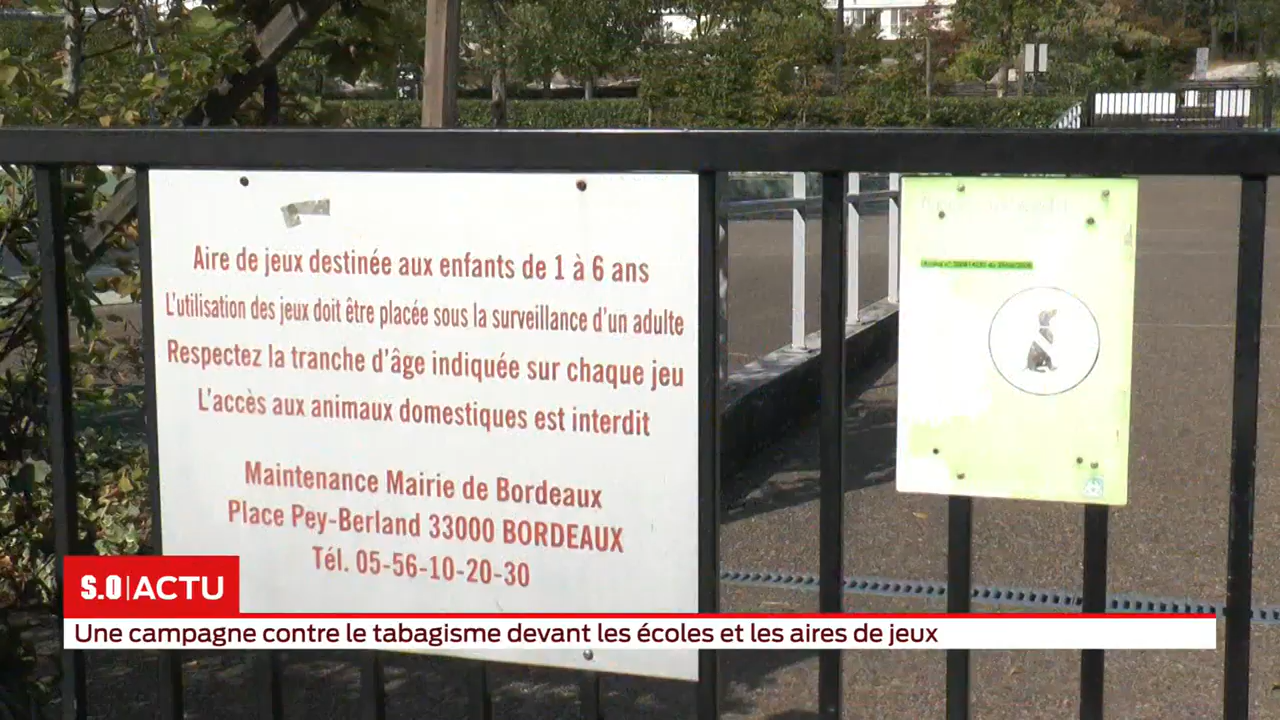 Aire de jeux destinée aux enfants de 1 à 6 ans
L'utilisation des jeux doit être placée sous la surveillance d'un adulte
Respectez la tranche d'âge indiquée sur chaque jeu
L'accès aux animaux domestiques est interdit
Maintenance Mairie de Bordeaux
Place Pey-Berland 33000 BORDEAUX
Tél. 05-56-10-20-30
S.O|ACTU
Une campagne contre le tabagisme devant les écoles et les aires de jeux